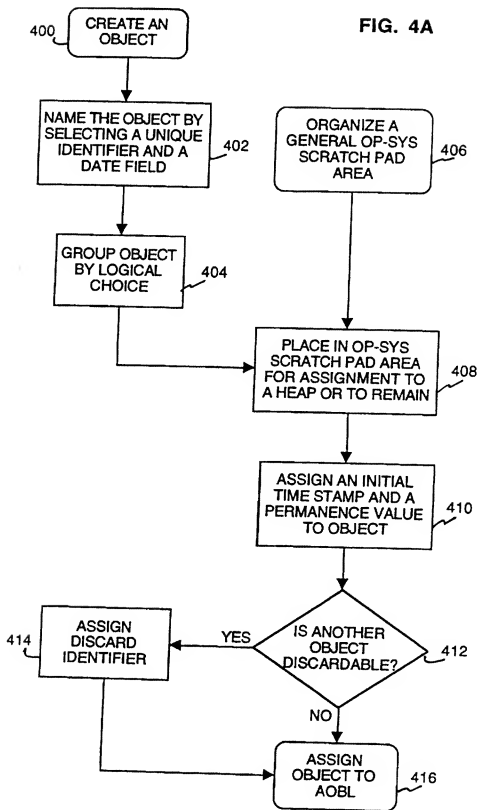 FIG. 4A
400
CREATE AN
OBJECT
NAME THE OBJECT BY
SELECTING A UNIQUE
IDENTIFIER AND A
DATE FIELD
402
ORGANIZE A
GENERAL OP-SYS
SCRATCH PAD
AREA
406
GROUP OBJECT
BY LOGICAL
CHOICE
404
PLACE IN OP-SYS
SCRATCH PAD AREA
FOR ASSIGNMENT TO
A HEAP OR TO REMAIN
408
ASSIGN AN INITIAL
TIME STAMP AND A
PERMANENCE VALUE
TO OBJECT
410
IS ANOTHER
OBJECT
DISCARDABLE?
412
YES
414
ASSIGN
DISCARD
IDENTIFIER
NO
ASSIGN
OBJECT TO
AOBL
416